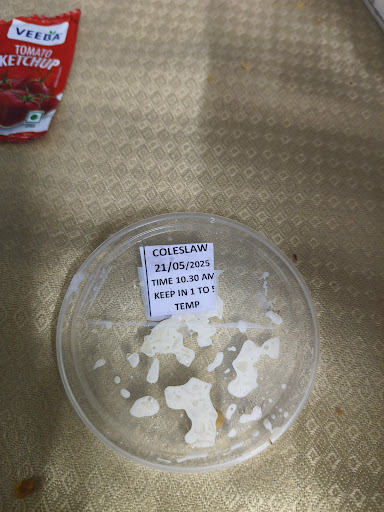 VEEBA
TOMATO
KETCHUP
COLESLAW
21/05/2025
TIME 10.30 AM
KEEP IN 1 TO 5
TEMP